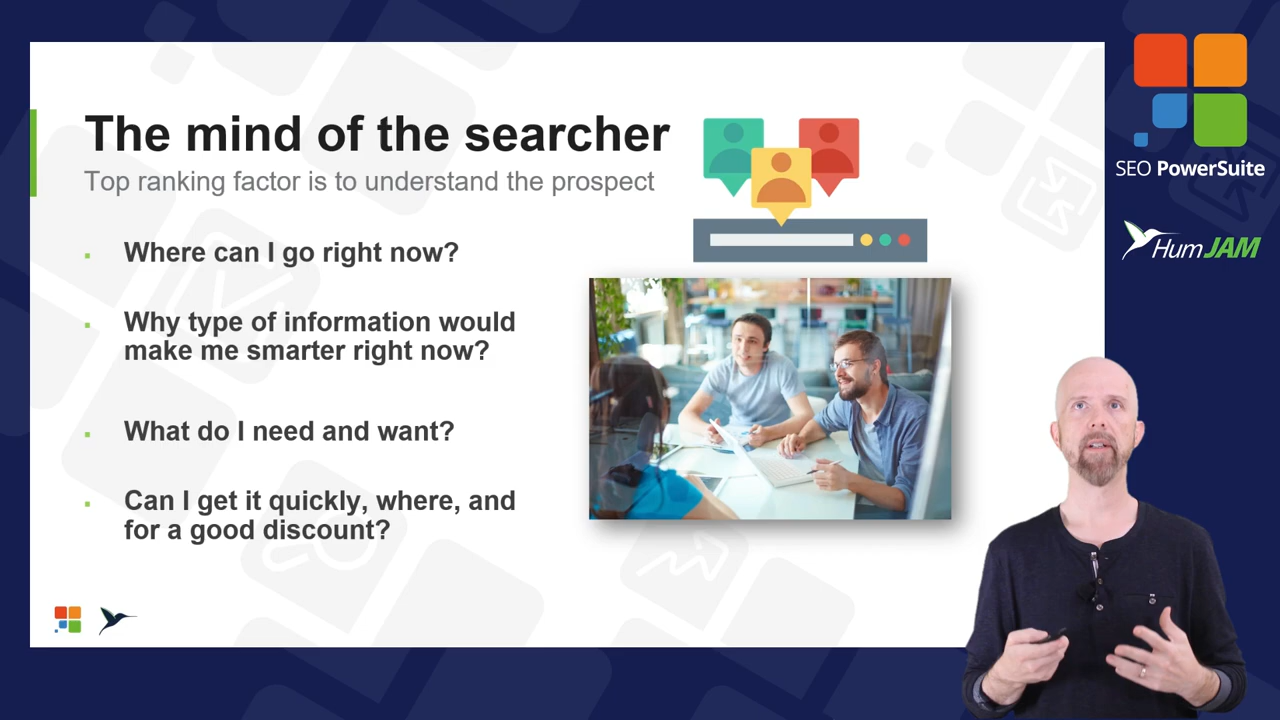 The mind of the searcher
Top ranking factor is to understand the prospect
▪ Where can I go right now?
▪ Why type of information would
make me smarter right now?
▪ What do I need and want?
▪ Can I get it quickly, where, and
for a good discount?
SEO PowerSuite
HumJAM